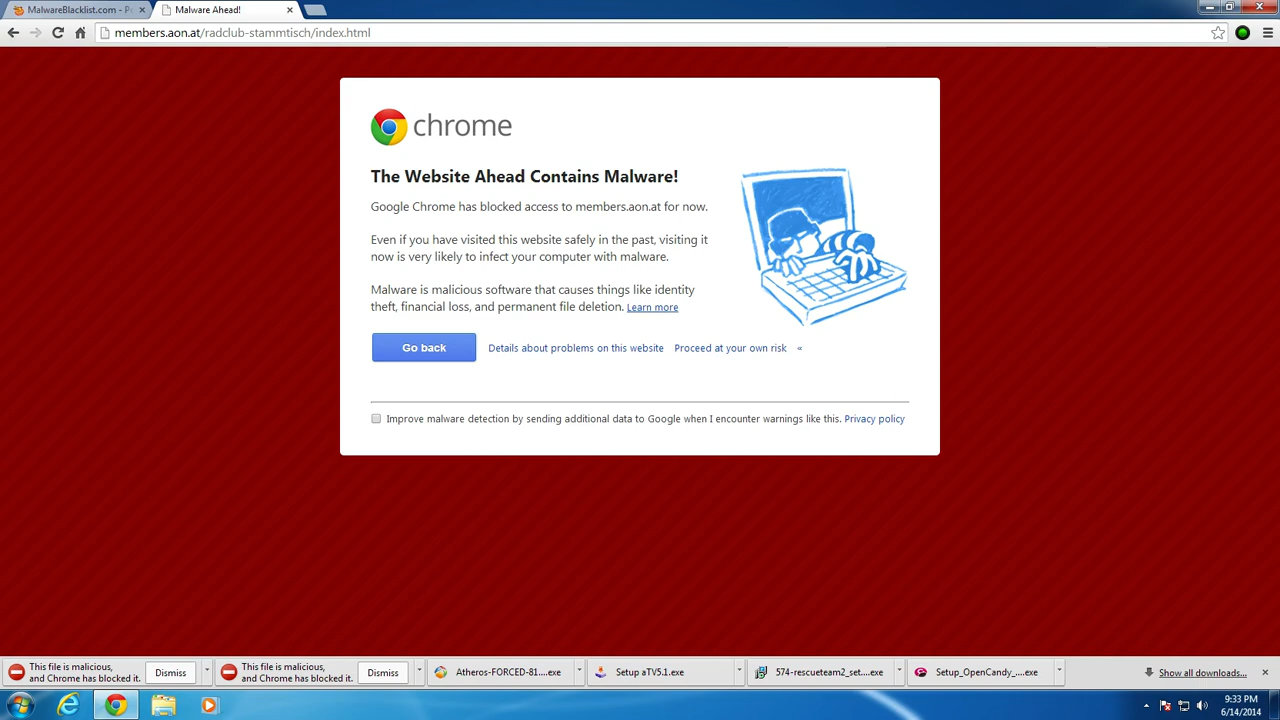 MalwareBlacklist.com - P
Malware Ahead!
members.aon.at/radclub-stammtisch/index.html
chrome
The Website Ahead Contains Malware!
Google Chrome has blocked access to members.aon.at for now.
Even if you have visited this website safely in the past, visiting it
now is very likely to infect your computer with malware.
Malware is malicious software that causes things like identity
theft, financial loss, and permanent file deletion. Learn more
Go back Details about problems on this website Proceed at your own risk «
Improve malware detection by sending additional data to Google when I encounter warnings like this. Privacy policy
This file is malicious,
and Chrome has blocked it.
Dismiss
This file is malicious,
and Chrome has blocked it.
Dismiss
Atheros-FORCED-81....exe
Setup aTV5.1.exe
574-rescueteam2_set....exe
Setup_OpenCandy_....exe
Show all downloads...
9:33 PM
6/14/2014